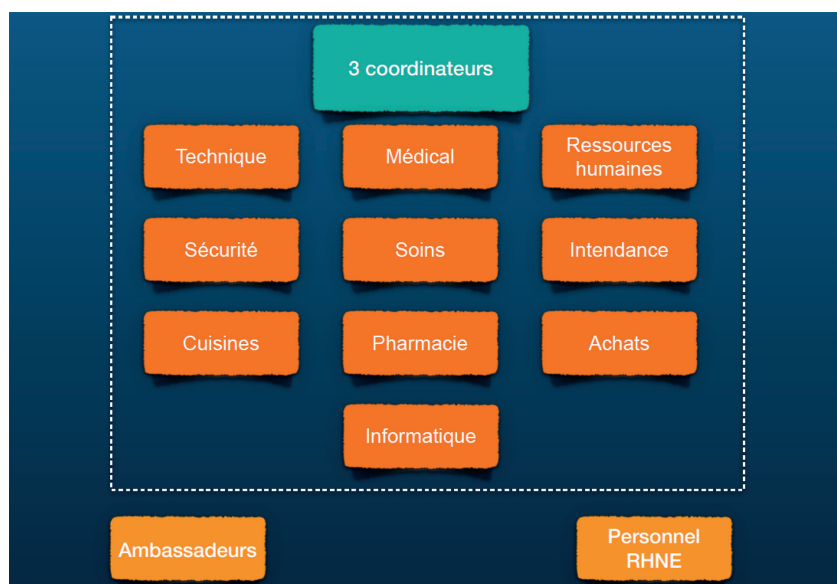 3 coordinateurs
Technique
Médical
Ressources
humaines
Sécurité
Soins
Intendance
Cuisines
Pharmacie
Achats
Informatique
Ambassadeurs
Personnel
RHNE